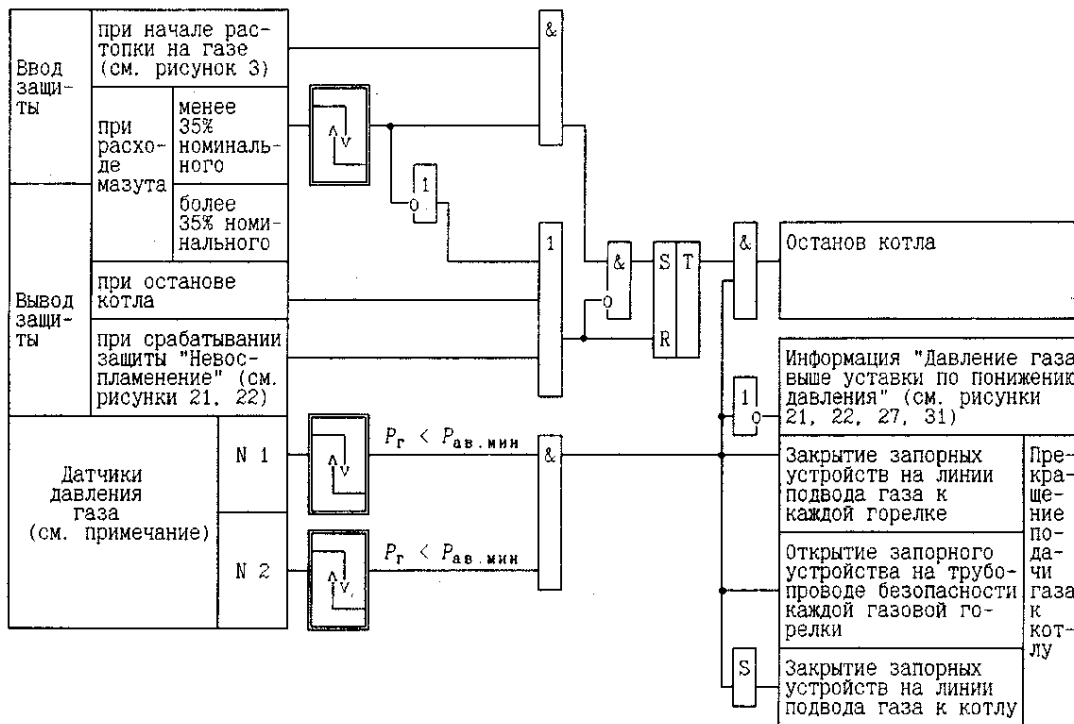 Ввод
защи-
ты
при начале рас-
топки на газе
(см. рисунок 3)
при
расхо-
де
мазута
менее
35%
номиналь-
ного
более
35% номи-
нального
Вывод
защи-
ты
при останове
котла
при срабатывании
защиты "Невос-
пламенение" (см.
рисунки 21, 22)
Датчики
давления
газа
(см. примечание)
N 1
N 2
Pг < Pав.мин
Pг < Pав.мин
&
1
1
&
&
S T
R
&
1
S
Останов котла
Информация "Давление газа
выше уставки по понижению
давления" (см. рисунки
21, 22, 27, 31)
Закрытие запорных
устройств на линии
подвода газа к
каждой горелке
Открытие запорного
устройства на трубо-
проводе безопасности
каждой газовой го-
релки
Закрытие запорных
устройств на линии
подвода газа к котлу
Пре-
кра-
ще-
ние
по-
да-
чи
газа
к
кот-
лу